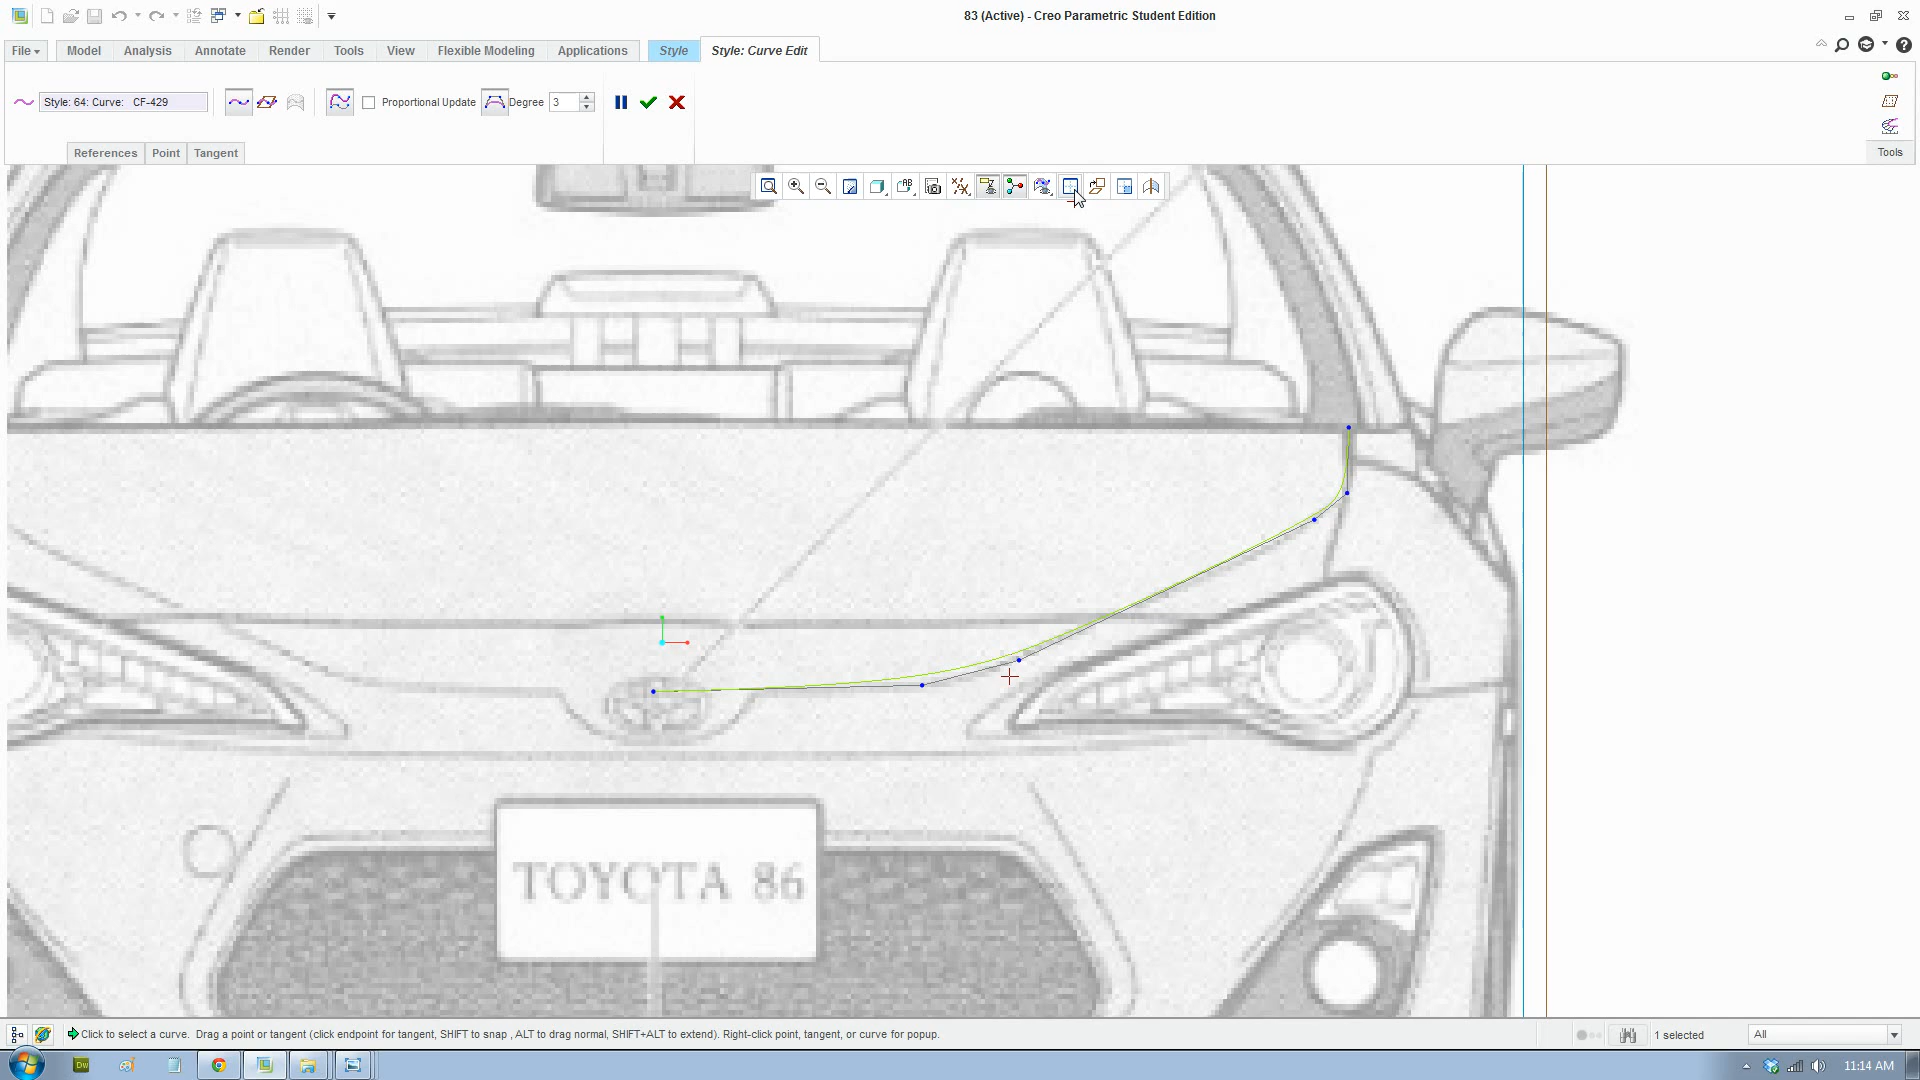 83 (Active) - Creo Parametric Student Edition
File Model Analysis Annotate Render Tools View Flexible Modeling Applications Style Style: Curve Edit
Style: 64: Curve: CF-429
Proportional Update
Degree 3
References Point Tangent
Tools
TOYOTA 86
Click to select a curve. Drag a point or tangent (click endpoint for tangent, SHIFT to snap , ALT to drag normal, SHIFT+ALT to extend). Right-click point, tangent, or curve for popup.
1 selected
All
Dw
11:14 AM